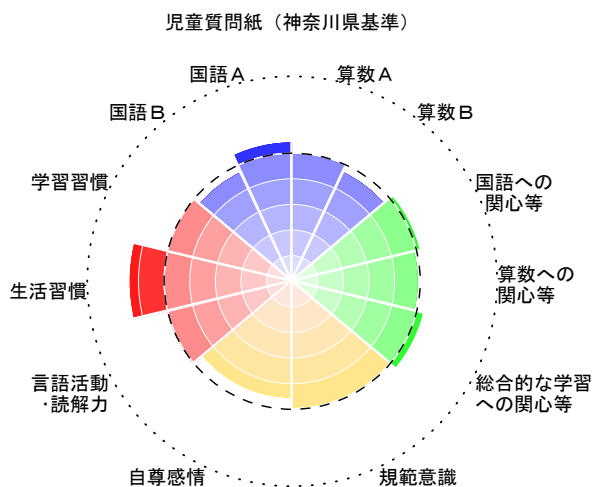 児童質問紙（神奈川県基準）
国語Ａ
算数Ａ
国語Ｂ
算数Ｂ
学習習慣
国語への
関心等
生活習慣
算数への
関心等
言語活動
・読解力
総合的な学習
への関心等
自尊感情
規範意識